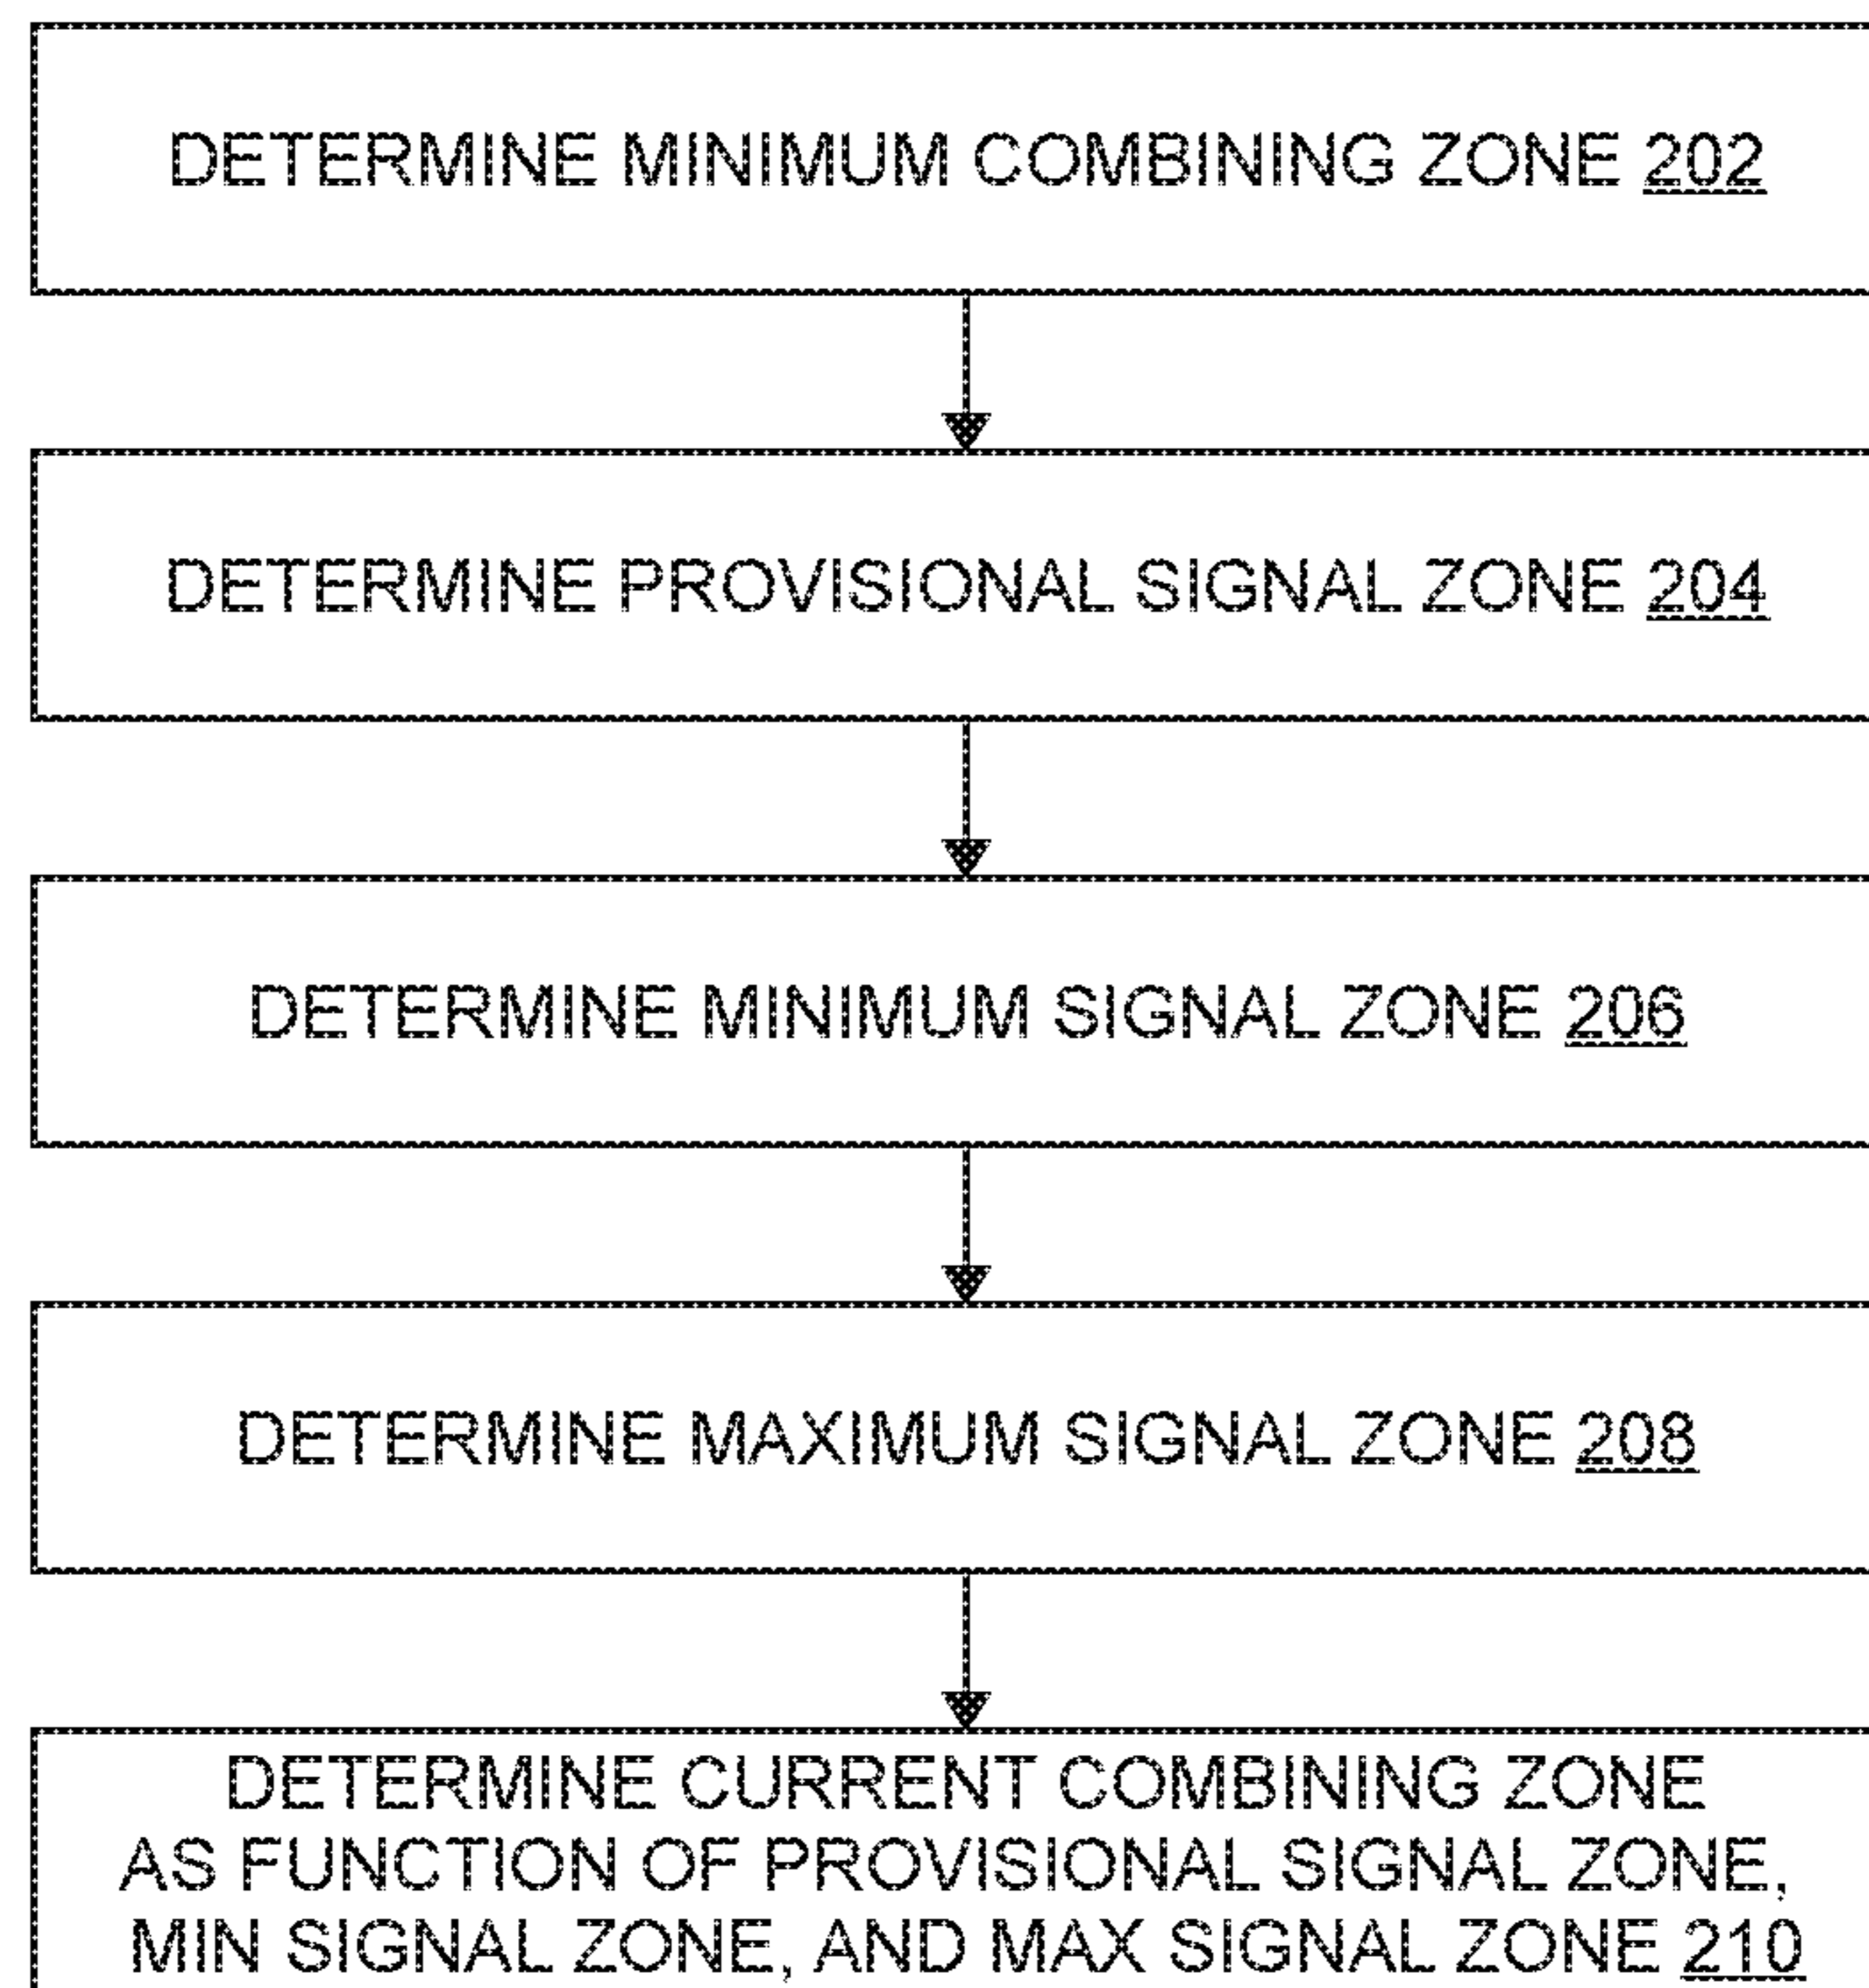 DETERMINE MINIMUM COMBINING ZONE 202
DETERMINE PROVISIONAL SIGNAL ZONE 204
DETERMINE MINIMUM SIGNAL ZONE 206
DETERMINE MAXIMUM SIGNAL ZONE 208
DETERMINE CURRENT COMBINING ZONE
AS FUNCTION OF PROVISIONAL SIGNAL ZONE,
MIN SIGNAL ZONE, AND MAX SIGNAL ZONE 210